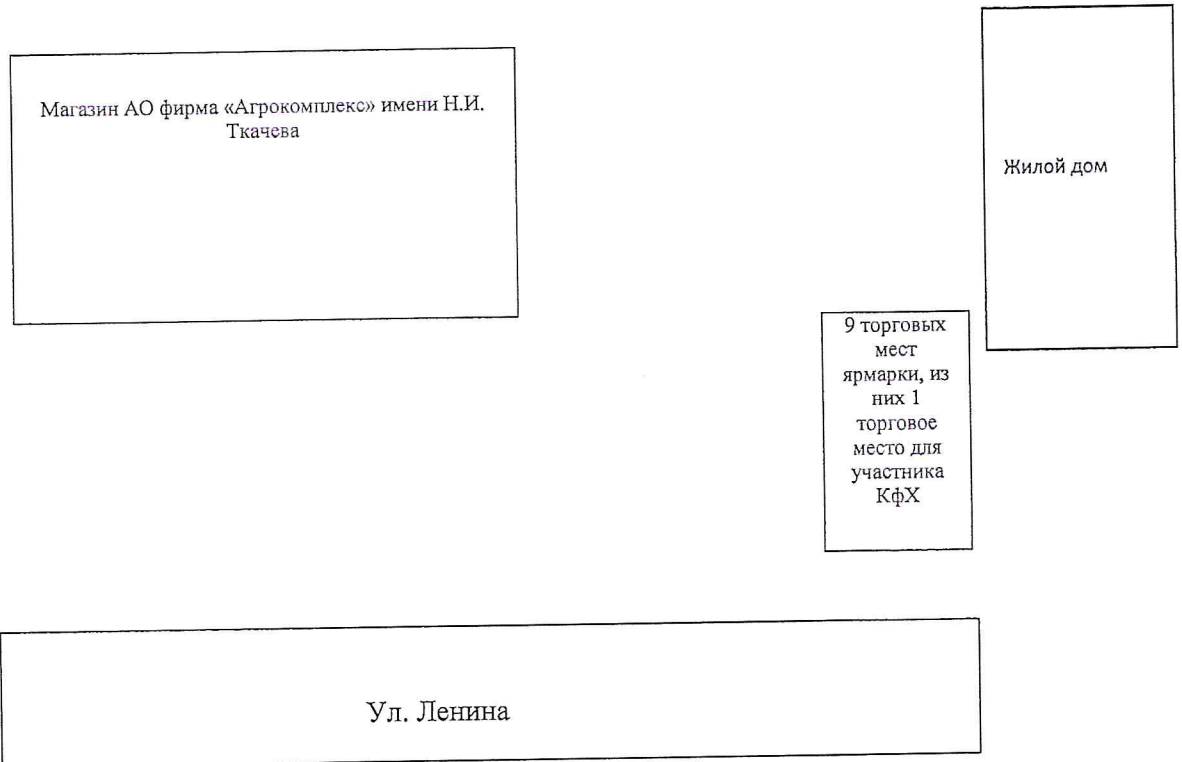 Магазин АО фирма «Агрокомплекс» имени Н.И.
Ткачева
Жилой дом
9 торговых
мест
ярмарки, из
них 1
торговое
место для
участника
КфХ
Ул. Ленина